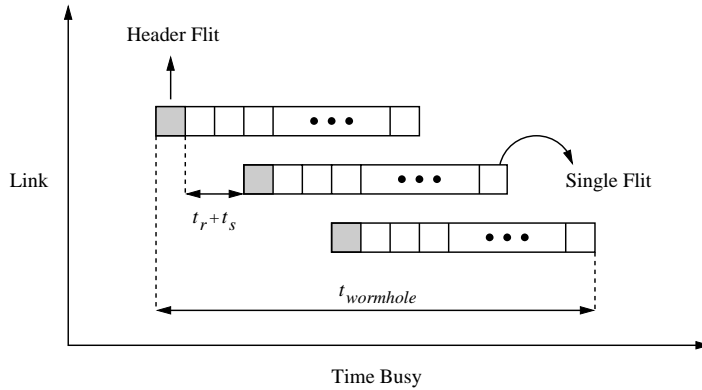 Header Flit
Link
Single Flit
t_r + t_s
t_wormhole
Time Busy